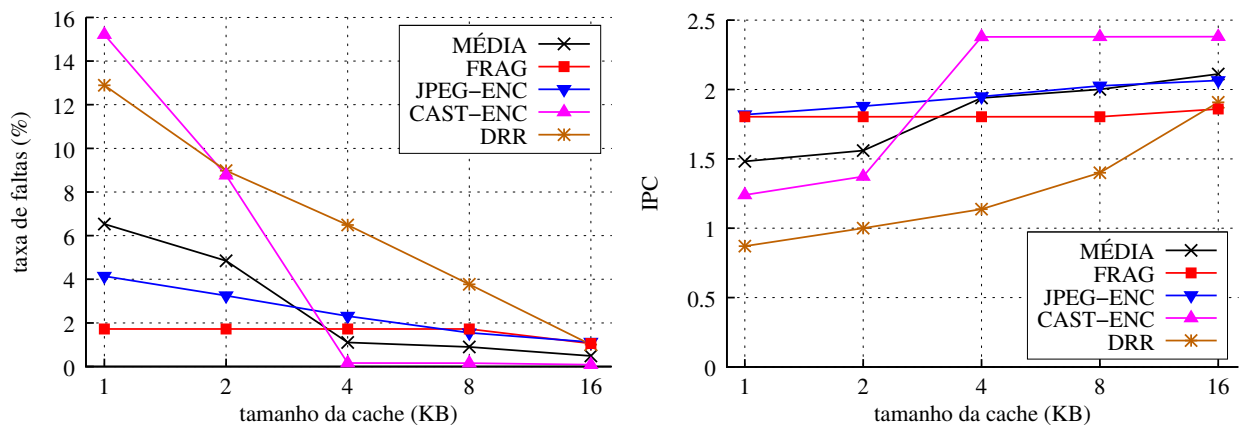 16
14
12
10
8
6
4
2
0
taxa de faltas (%)
MÉDIA
FRAG
JPEG−ENC
CAST−ENC
DRR
1 2 4 8 16
tamanho da cache (KB)
2.5
2
1.5
1
0.5
0
IPC
MÉDIA
FRAG
JPEG−ENC
CAST−ENC
DRR
1 2 4 8 16
tamanho da cache (KB)